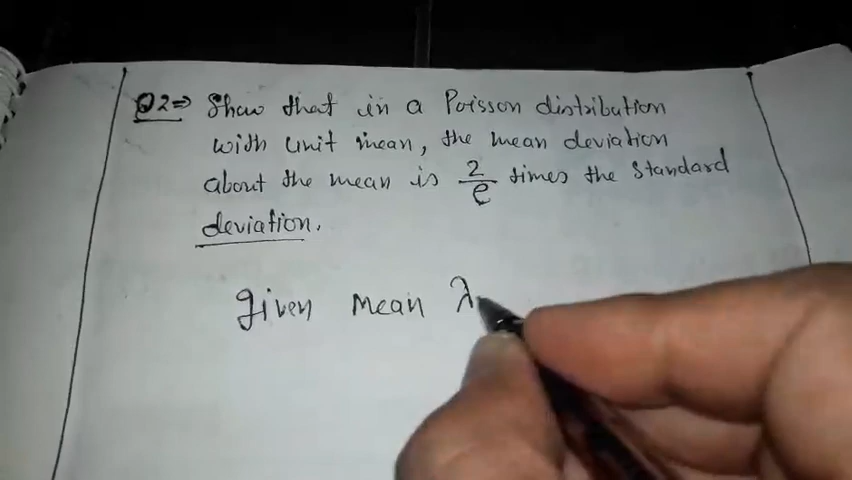 Q2⇒ Show that in a Poisson distribution
with unit mean, the mean deviation
about the mean is 2/e times the standard
deviation.
given mean λ